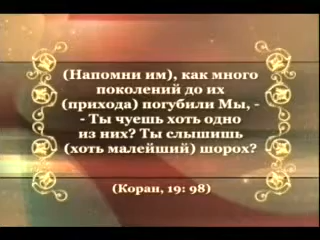 (Напомни им), как много
поколений до их
(прихода) погубили Мы, -
- Ты чуешь хоть одно
из них? Ты слышишь
(хоть малейший) шорох?
(Коран, 19: 98)